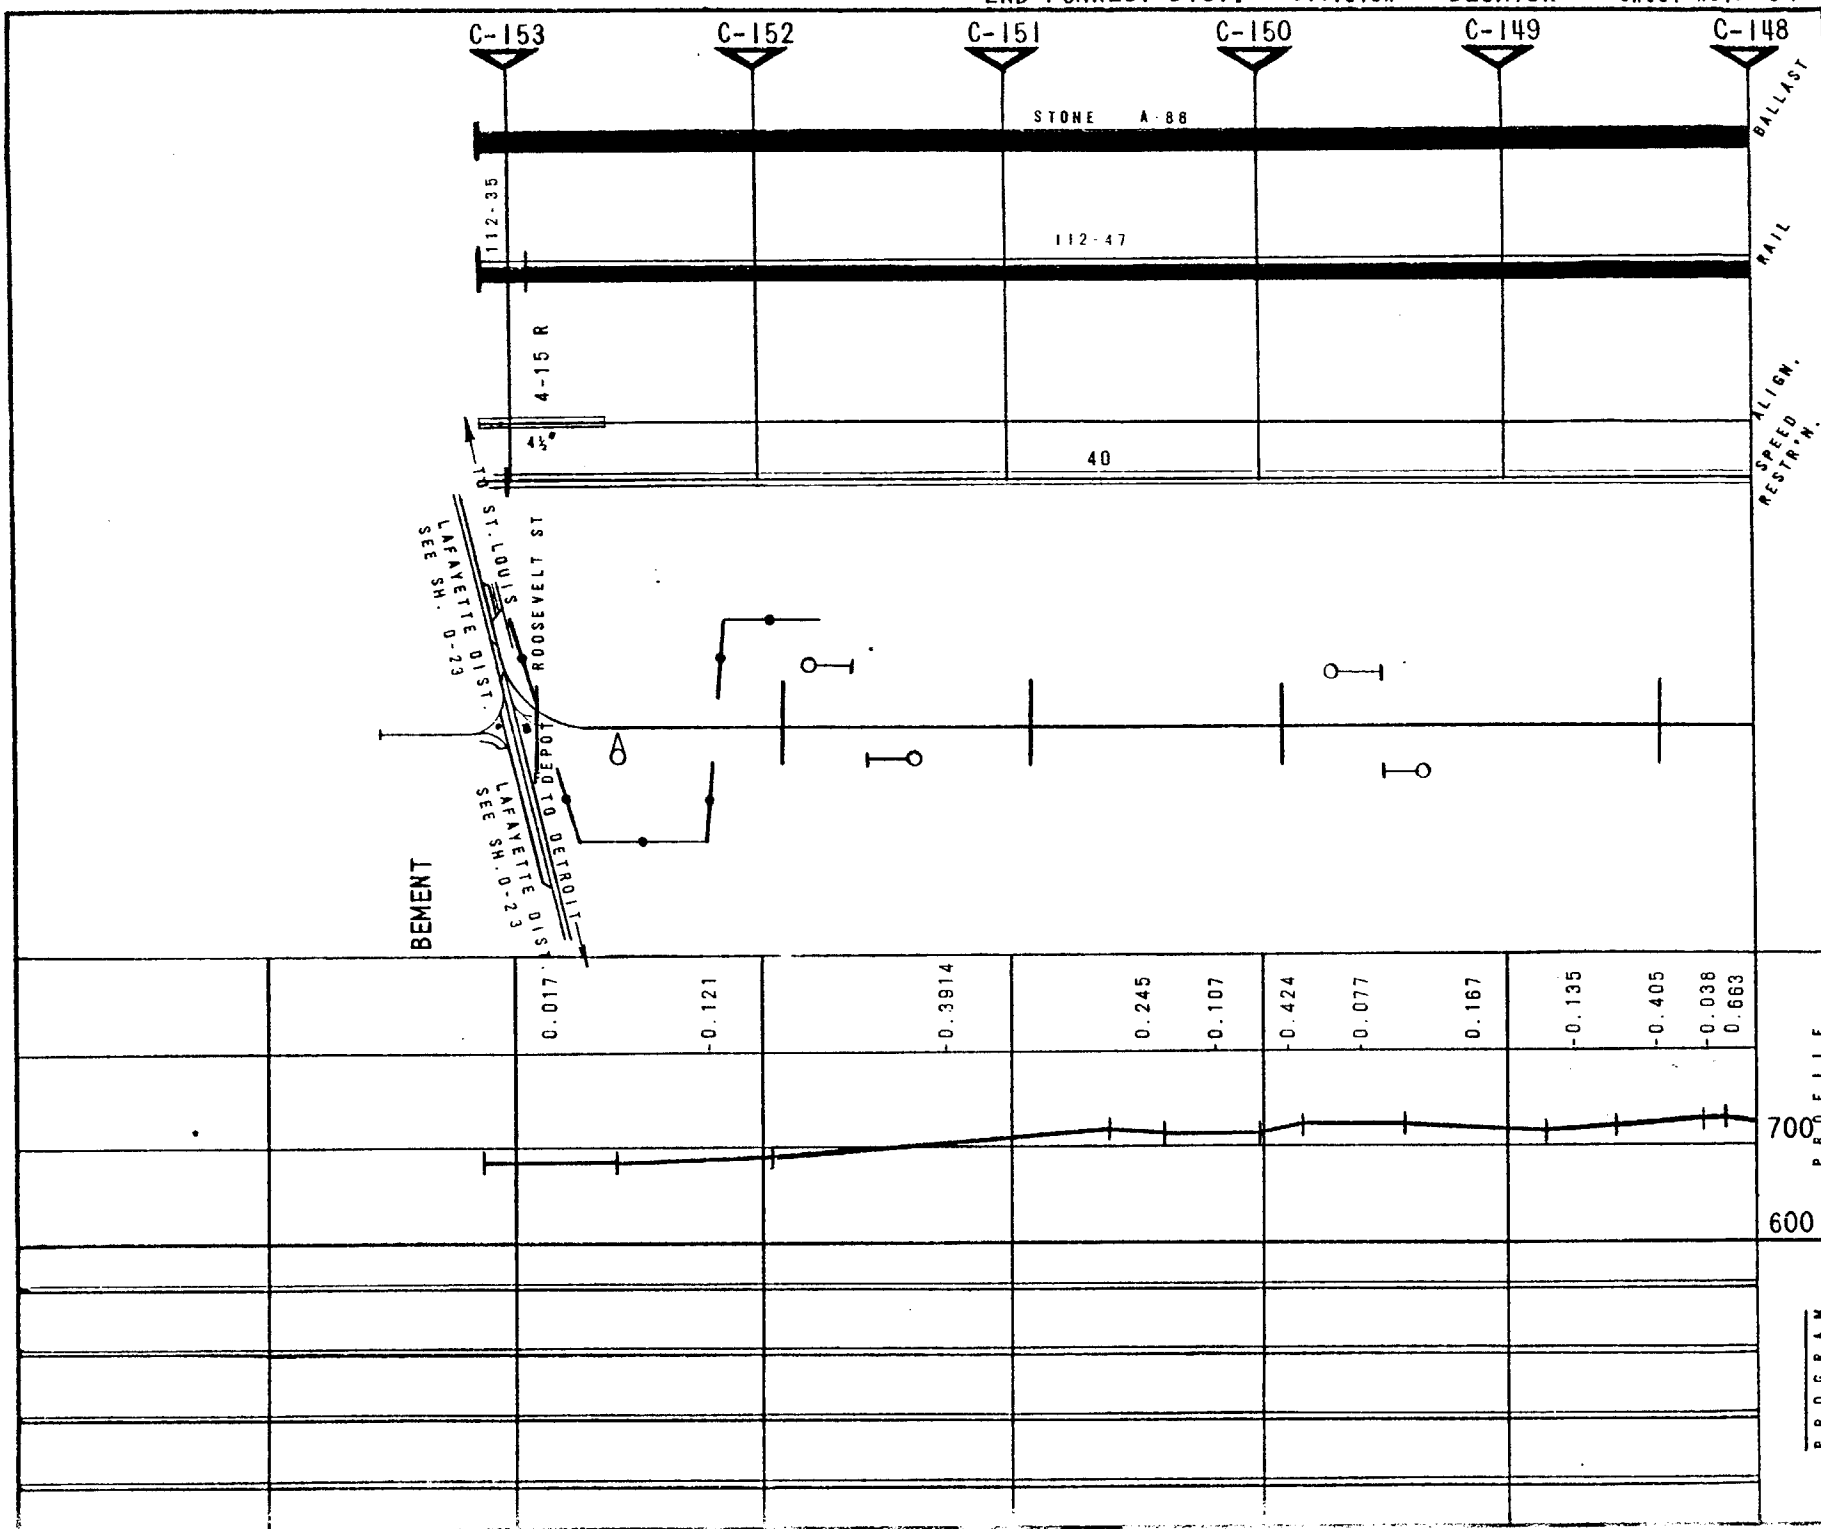 C-153 C-152 C-151 C-150 C-149 C-148
STONE A-88
BALLAST
112-35
112-47
RAIL
4-15 R
4½"
ALIGN.
40
SPEED
RESTR'N.
TO ST. LOUIS
LAFAYETTE DIST.
SEE SH. D-23
ROOSEVELT ST
DEPOT
TO DETROIT
LAFAYETTE DIST.
SEE SH. D-23
BEMENT
0.017
-0.121
-0.3914
0.245
-0.107
-0.424
-0.077
0.167
-0.135
-0.405
-0.038
0.663
PROFILE
700
600
PROGRAM